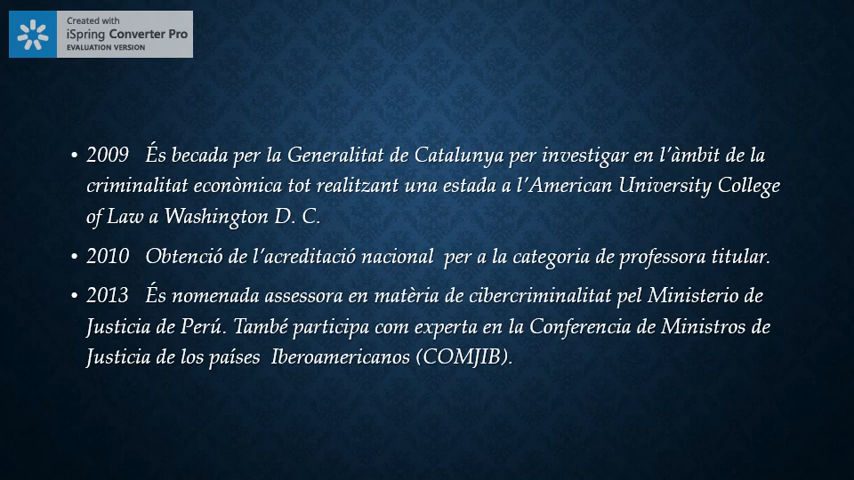 Created with
iSpring Converter Pro
EVALUATION VERSION
• 2009 És becada per la Generalitat de Catalunya per investigar en l’àmbit de la
criminalitat econòmica tot realitzant una estada a l’American University College
of Law a Washington D. C.
• 2010 Obtenció de l’acreditació nacional per a la categoria de professora titular.
• 2013 És nomenada assessora en matèria de cibercriminalitat pel Ministerio de
Justicia de Perú. També participa com experta en la Conferencia de Ministros de
Justicia de los países Iberoamericanos (COMJIB).